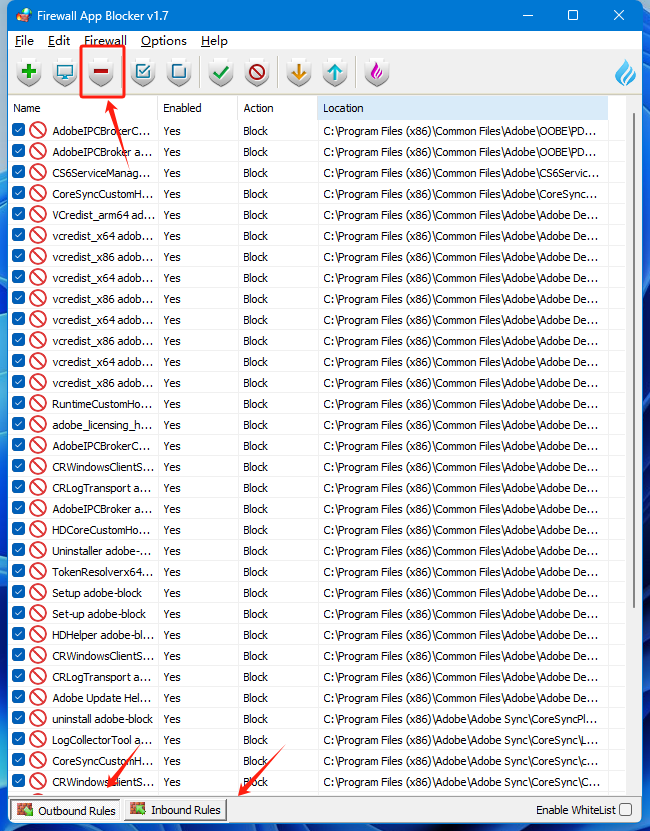 Firewall App Blocker v1.7
File Edit Firewall Options Help
Name Enabled Action Location
AdobeIPCBrokerC... Yes Block C:\Program Files (x86)\Common Files\Adobe\OOBE\PD...
AdobeIPCBroker a... Yes Block C:\Program Files (x86)\Common Files\Adobe\OOBE\PD...
CS6ServiceManag... Yes Block C:\Program Files (x86)\Common Files\Adobe\CS6Servic...
CoreSyncCustomH... Yes Block C:\Program Files (x86)\Common Files\Adobe\CoreSync...
VCredist_arm64 ad... Yes Block C:\Program Files (x86)\Common Files\Adobe\Adobe De...
vcredist_x64 adob... Yes Block C:\Program Files (x86)\Common Files\Adobe\Adobe De...
vcredist_x86 adob... Yes Block C:\Program Files (x86)\Common Files\Adobe\Adobe De...
vcredist_x64 adob... Yes Block C:\Program Files (x86)\Common Files\Adobe\Adobe De...
vcredist_x86 adob... Yes Block C:\Program Files (x86)\Common Files\Adobe\Adobe De...
vcredist_x64 adob... Yes Block C:\Program Files (x86)\Common Files\Adobe\Adobe De...
vcredist_x86 adob... Yes Block C:\Program Files (x86)\Common Files\Adobe\Adobe De...
vcredist_x64 adob... Yes Block C:\Program Files (x86)\Common Files\Adobe\Adobe De...
vcredist_x86 adob... Yes Block C:\Program Files (x86)\Common Files\Adobe\Adobe De...
RuntimeCustomHo... Yes Block C:\Program Files (x86)\Common Files\Adobe\Adobe De...
adobe_licensing_h... Yes Block C:\Program Files (x86)\Common Files\Adobe\Adobe De...
AdobeIPCBrokerC... Yes Block C:\Program Files (x86)\Common Files\Adobe\Adobe De...
CRWindowsClientS... Yes Block C:\Program Files (x86)\Common Files\Adobe\Adobe De...
CRLogTransport a... Yes Block C:\Program Files (x86)\Common Files\Adobe\Adobe De...
AdobeIPCBroker a... Yes Block C:\Program Files (x86)\Common Files\Adobe\Adobe De...
HDCoreCustomHo... Yes Block C:\Program Files (x86)\Common Files\Adobe\Adobe De...
Uninstaller adobe-... Yes Block C:\Program Files (x86)\Common Files\Adobe\Adobe De...
TokenResolverx64... Yes Block C:\Program Files (x86)\Common Files\Adobe\Adobe De...
Setup adobe-block Yes Block C:\Program Files (x86)\Common Files\Adobe\Adobe De...
Set-up adobe-block Yes Block C:\Program Files (x86)\Common Files\Adobe\Adobe De...
HDHelper adobe-bl... Yes Block C:\Program Files (x86)\Common Files\Adobe\Adobe De...
CRWindowsClientS... Yes Block C:\Program Files (x86)\Common Files\Adobe\Adobe De...
CRLogTransport a... Yes Block C:\Program Files (x86)\Common Files\Adobe\Adobe De...
Adobe Update Hel... Yes Block C:\Program Files (x86)\Common Files\Adobe\Adobe De...
uninstall adobe-block Yes Block C:\Program Files (x86)\Adobe\Adobe Sync\CoreSyncPl...
LogCollectorTool a... Yes Block C:\Program Files (x86)\Adobe\Adobe Sync\CoreSync\L...
CoreSyncCustomH... Yes Block C:\Program Files (x86)\Adobe\Adobe Sync\CoreSync\c...
CRWindowsClientS... Yes Block C:\Program Files (x86)\Adobe\Adobe Sync\CoreSync\C...
Outbound Rules Inbound Rules Enable WhiteList